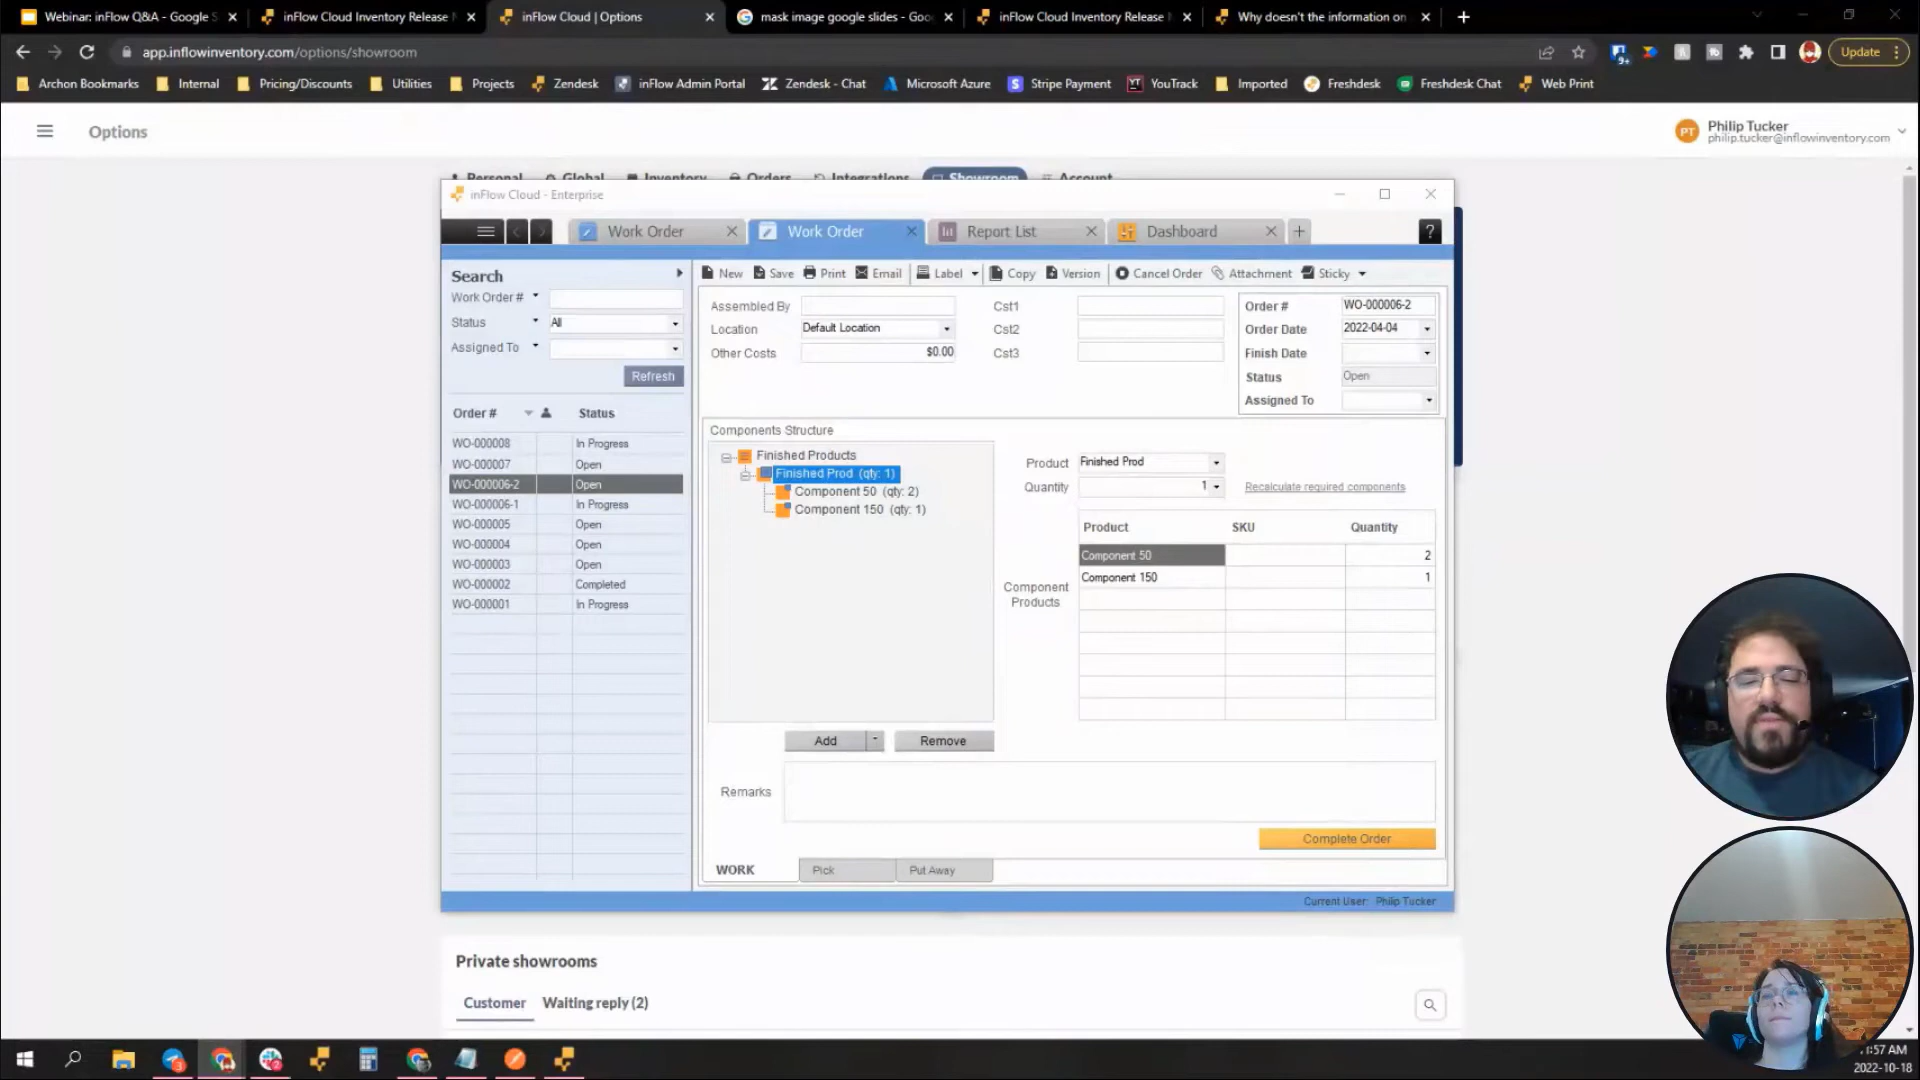 Webinar: inFlow Q&A - Google S
inFlow Cloud Inventory Release N
inFlow Cloud | Options
mask image google slides - Goo
inFlow Cloud Inventory Release N
Why doesn't the information on
app.inflowinventory.com/options/showroom
Update
Archon Bookmarks
Internal
Pricing/Discounts
Utilities
Projects
Zendesk
inFlow Admin Portal
Zendesk - Chat
Microsoft Azure
Stripe Payment
YouTrack
Imported
Freshdesk
Freshdesk Chat
Web Print
Options
PT
Philip Tucker
philip.tucker@inflowinventory.com
Personal
Global
Inventory
Orders
Integrations
Showroom
Account
inFlow Cloud - Enterprise
Work Order
Work Order
Report List
Dashboard
?
Search
Work Order #
Status
All
Assigned To
Refresh
Order #
Status
WO-000008 In Progress
WO-000007 Open
WO-000006-2 Open
WO-000006-1 In Progress
WO-000005 Open
WO-000004 Open
WO-000003 Open
WO-000002 Completed
WO-000001 In Progress
New
Save
Print
Email
Label
Copy
Version
Cancel Order
Attachment
Sticky
Assembled By
Location Default Location
Other Costs $0.00
Cst1
Cst2
Cst3
Order # WO-000006-2
Order Date 2022-04-04
Finish Date
Status Open
Assigned To
Components Structure
Finished Products
Finished Prod (qty: 1)
Component 50 (qty: 2)
Component 150 (qty: 1)
Product Finished Prod
Quantity 1
Recalculate required components
Product SKU Quantity
Component 50 2
Component 150 1
Component
Products
Add
Remove
Remarks
Complete Order
WORK
Pick
Put Away
Current User: Philip Tucker
Private showrooms
Customer
Waiting reply (2)
:57 AM
2022-10-18